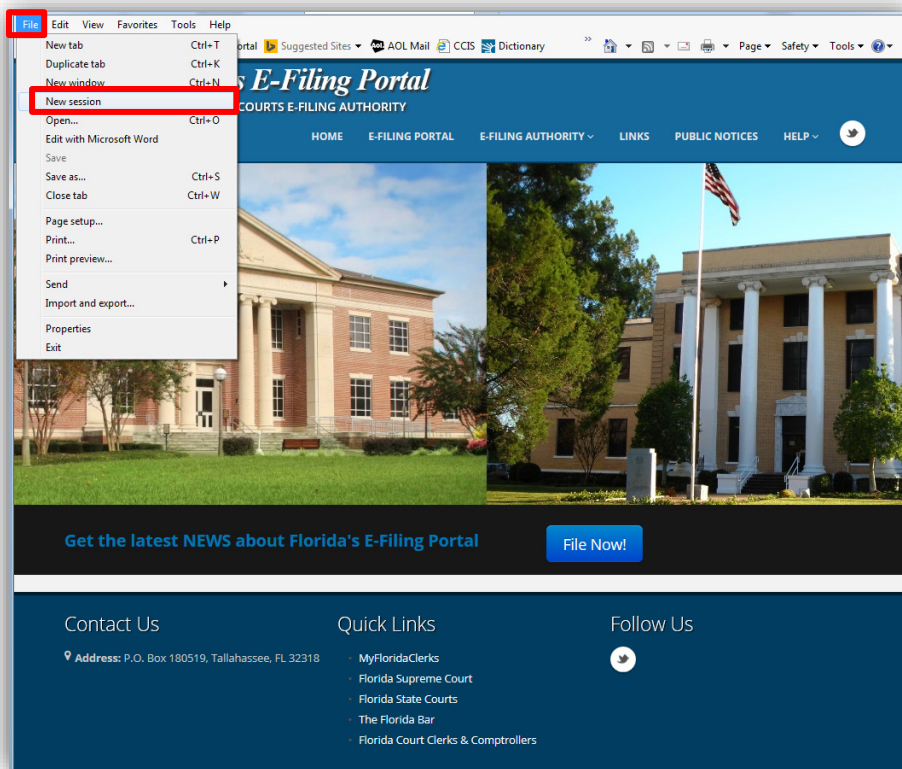 File Edit View Favorites Tools Help
New tab Ctrl+T
Duplicate tab Ctrl+K
New window Ctrl+N
New session
Open... Ctrl+O
Edit with Microsoft Word
Save
Save as... Ctrl+S
Close tab Ctrl+W
Page setup...
Print... Ctrl+P
Print preview...
Send
Import and export...
Properties
Exit
Suggested Sites AOL Mail CCIS Dictionary » Page Safety Tools
E-Filing Portal
COURTS E-FILING AUTHORITY
HOME E-FILING PORTAL E-FILING AUTHORITY LINKS PUBLIC NOTICES HELP
Get the latest NEWS about Florida's E-Filing Portal
File Now!
Contact Us
Address: P.O. Box 180519, Tallahassee, FL 32318
Quick Links
MyFloridaClerks
Florida Supreme Court
Florida State Courts
The Florida Bar
Florida Court Clerks & Comptrollers
Follow Us